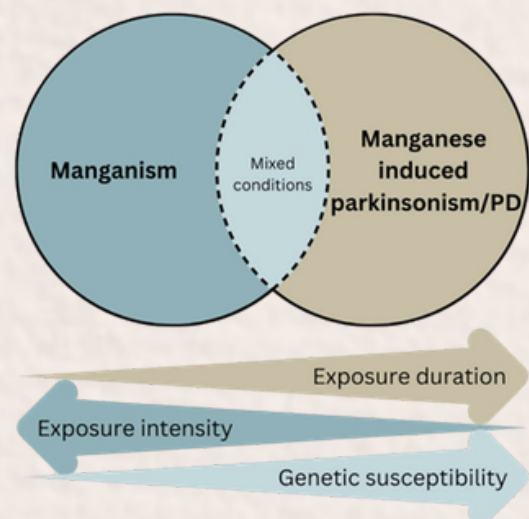 Manganism
Mixed
conditions
Manganese
induced
parkinsonism/PD
Exposure duration
Exposure intensity
Genetic susceptibility